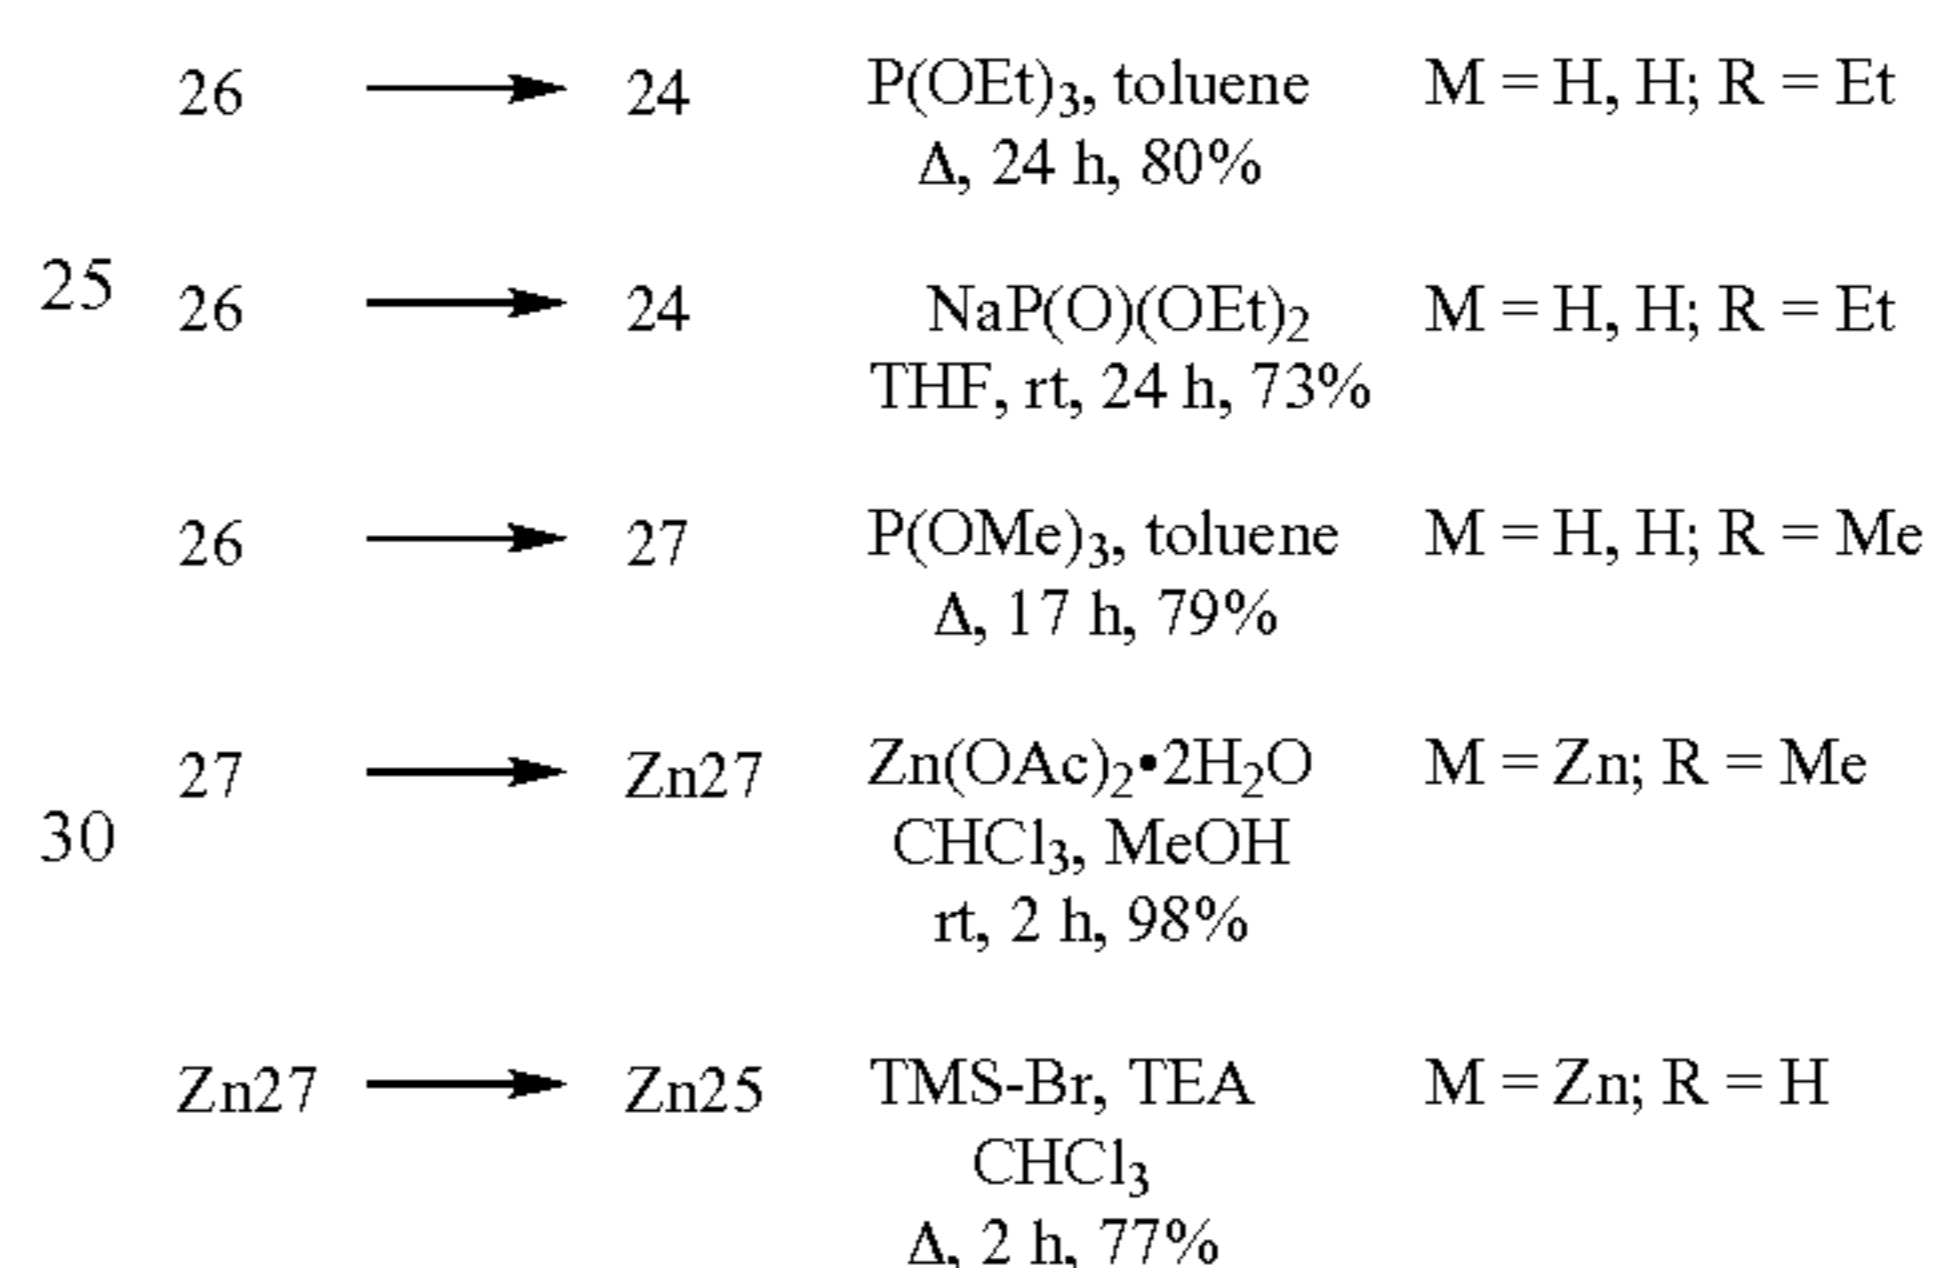 26 ⟶ 24 P(OEt)₃, toluene M = H, H; R = Et
Δ, 24 h, 80%
25
26 ⟶ 24 NaP(O)(OEt)₂ M = H, H; R = Et
THF, rt, 24 h, 73%
26 ⟶ 27 P(OMe)₃, toluene M = H, H; R = Me
Δ, 17 h, 79%
27 ⟶ Zn27 Zn(OAc)₂•2H₂O M = Zn; R = Me
30
CHCl₃, MeOH
rt, 2 h, 98%
Zn27 ⟶ Zn25 TMS-Br, TEA M = Zn; R = H
CHCl₃
Δ, 2 h, 77%